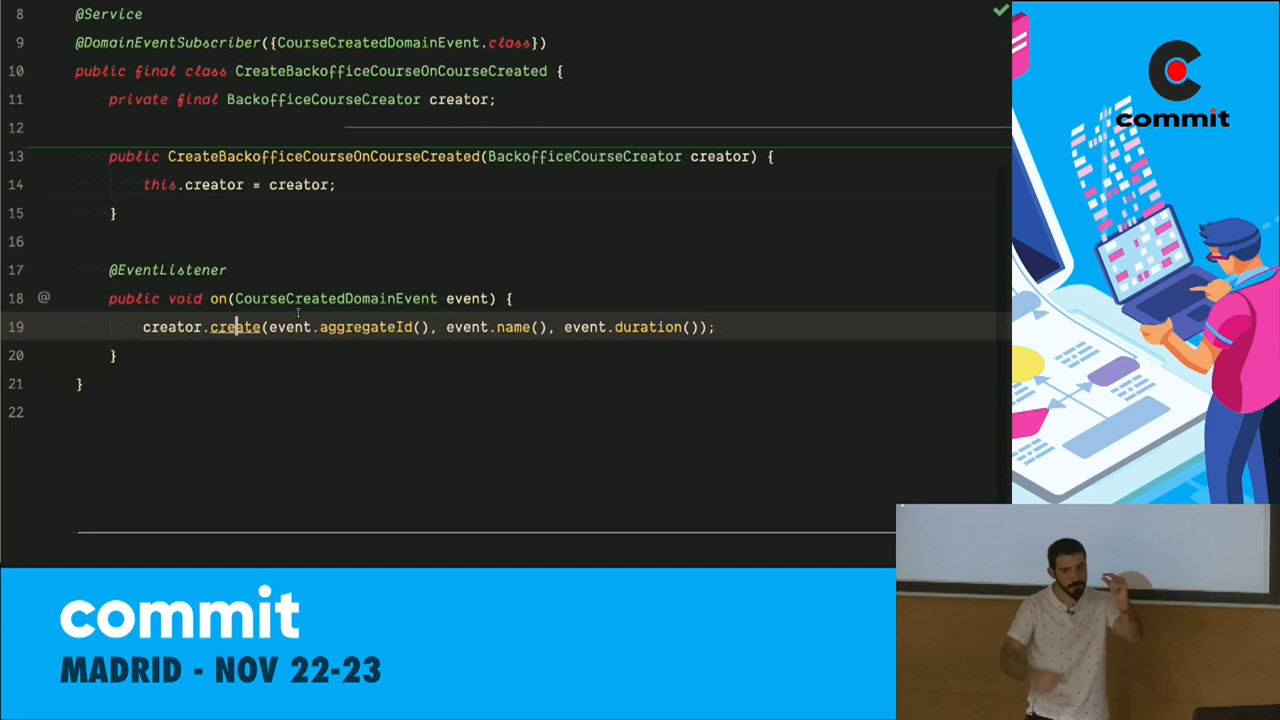 8 @Service
9 @DomainEventSubscriber({CourseCreatedDomainEvent.class})
10 public final class CreateBackofficeCourseOnCourseCreated {
11 private final BackofficeCourseCreator creator;
12
13 public CreateBackofficeCourseOnCourseCreated(BackofficeCourseCreator creator) {
14 this.creator = creator;
15 }
16
17 @EventListener
18 @ public void on(CourseCreatedDomainEvent event) {
19 creator.create(event.aggregateId(), event.name(), event.duration());
20 }
21 }
22
commit
commit
MADRID - NOV 22-23